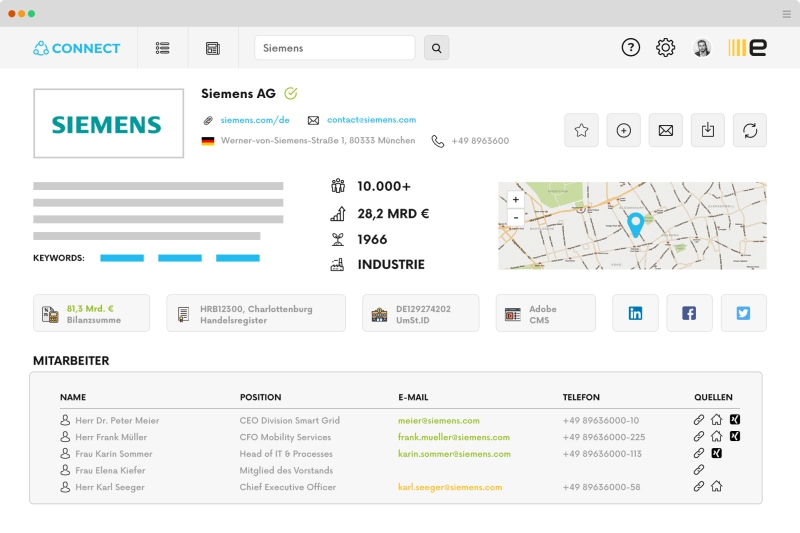 CONNECT
Siemens
?
e
SIEMENS
Siemens AG
siemens.com/de contact@siemens.com
Werner-von-Siemens-Straße 1, 80333 München +49 8963600
10.000+
28,2 MRD €
1966
INDUSTRIE
+
-
KEYWORDS:
81,3 Mrd. €
Bilanzsumme
HRB12300, Charlottenburg
Handelsregister
DE129274202
UmSt.ID
Adobe
CMS
in
f
MITARBEITER
NAME POSITION E-MAIL TELEFON QUELLEN
Herr Dr. Peter Meier CEO Division Smart Grid meier@siemens.com +49 89636000-10
Herr Frank Müller CFO Mobility Services frank.mueller@siemens.com +49 89636000-225
Frau Karin Sommer Head of IT & Processes karin.sommer@siemens.com +49 89636000-113
Frau Elena Kiefer Mitglied des Vorstands
Herr Karl Seeger Chief Executive Officer karl.seeger@siemens.com +49 89636000-58